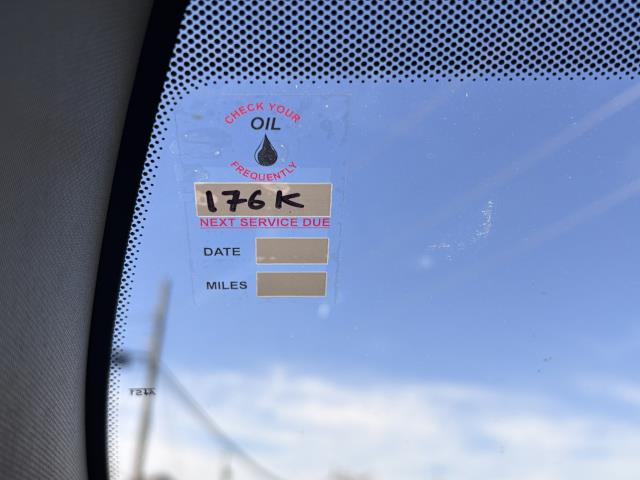 CHECK YOUR
OIL
FREQUENTLY
176K
NEXT SERVICE DUE
DATE
MILES